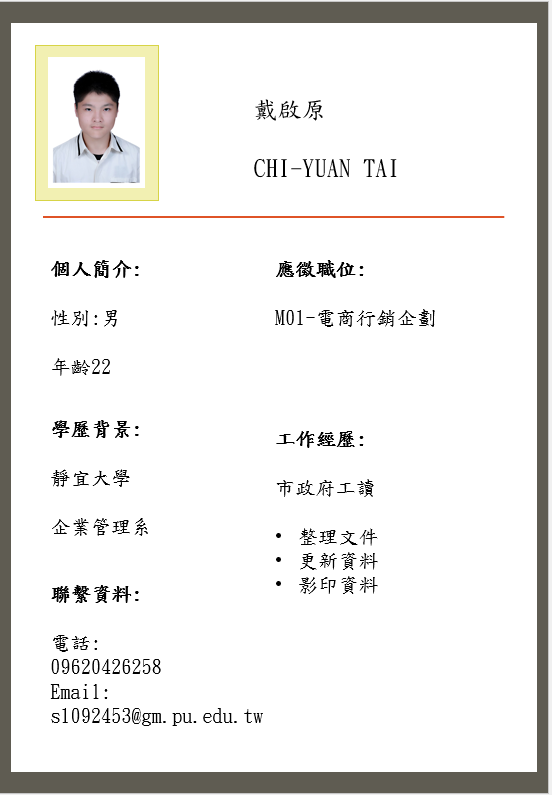 戴啟原
CHI-YUAN TAI
個人簡介:
性別:男
年齡22
學歷背景:
靜宜大學
企業管理系
聯繫資料:
電話:
09620426258
Email:
s1092453@gm.pu.edu.tw
應徵職位:
M01-電商行銷企劃
工作經歷:
市政府工讀
• 整理文件
• 更新資料
• 影印資料